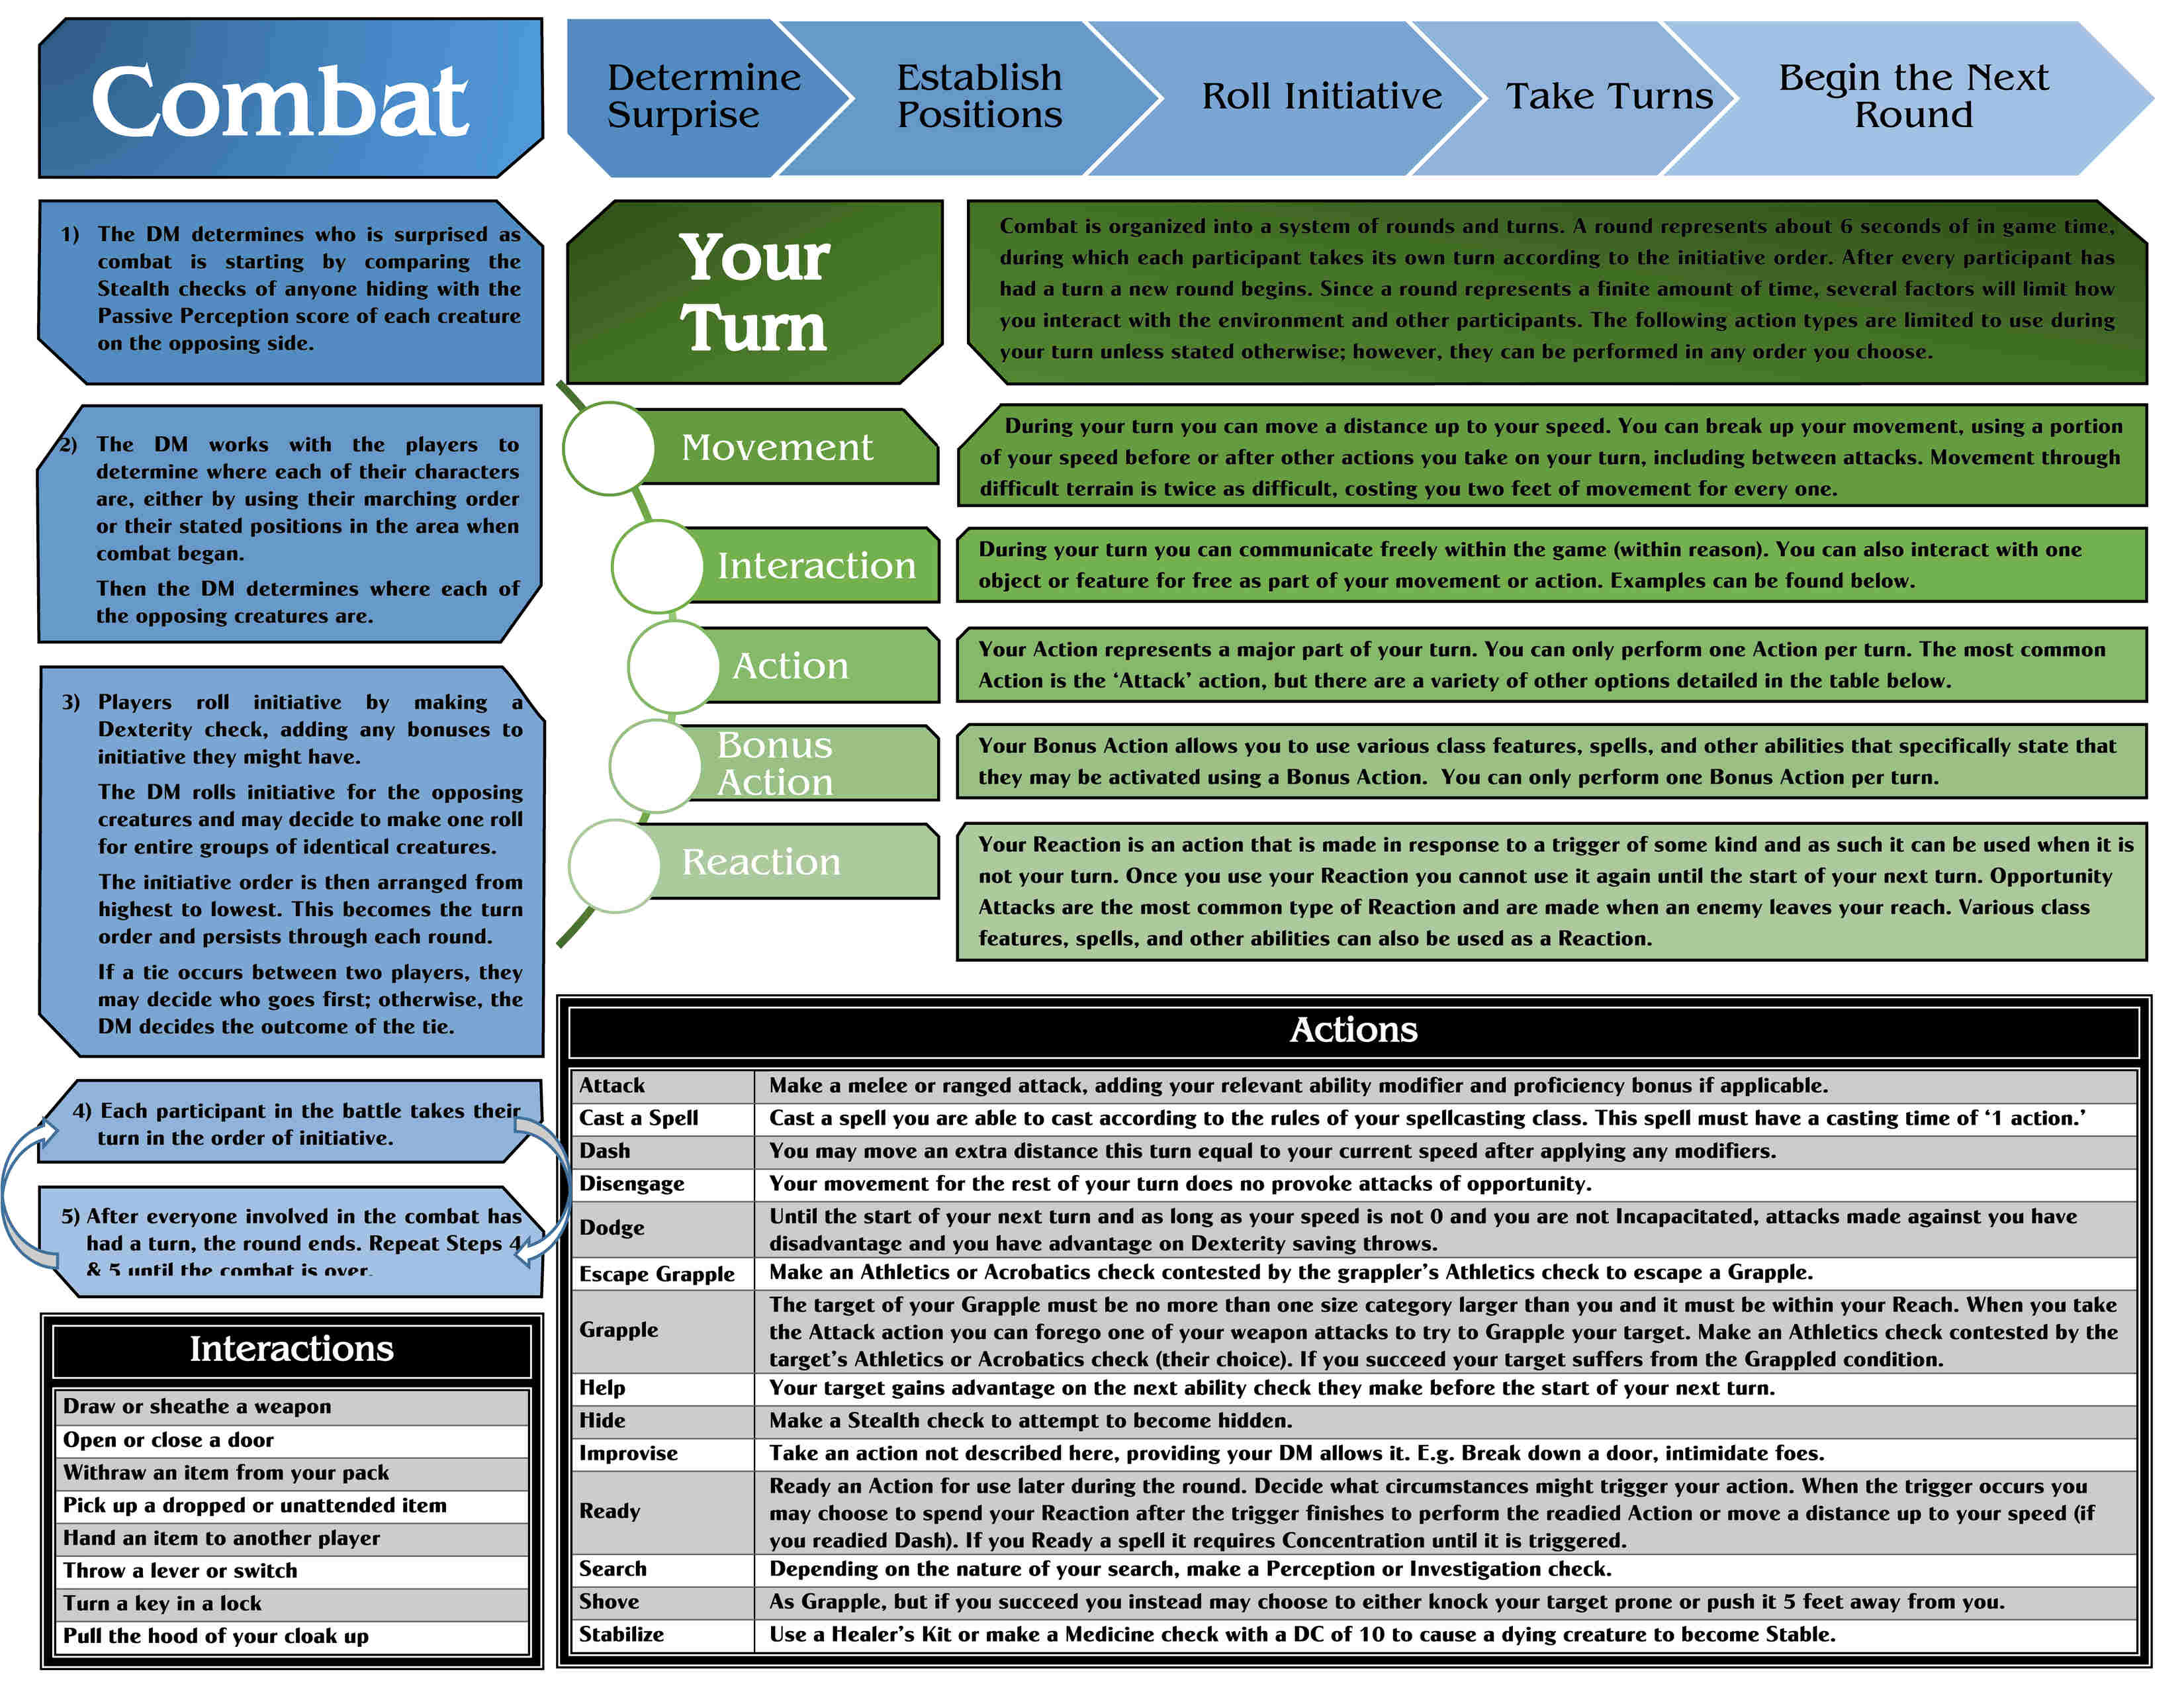 Combat
Determine
Surprise
Establish
Positions
Roll Initiative
Take Turns
Begin the Next
Round
1) The DM determines who is surprised as
combat is starting by comparing the
Stealth checks of anyone hiding with the
Passive Perception score of each creature
on the opposing side.
2) The DM works with the players to
determine where each of their characters
are, either by using their marching order
or their stated positions in the area when
combat began.
Then the DM determines where each of
the opposing creatures are.
3) Players roll initiative by making a
Dexterity check, adding any bonuses to
initiative they might have.
The DM rolls initiative for the opposing
creatures and may decide to make one roll
for entire groups of identical creatures.
The initiative order is then arranged from
highest to lowest. This becomes the turn
order and persists through each round.
If a tie occurs between two players, they
may decide who goes first; otherwise, the
DM decides the outcome of the tie.
4) Each participant in the battle takes their
turn in the order of initiative.
5) After everyone involved in the combat has
had a turn, the round ends. Repeat Steps 4
& 5 until the combat is over.
Interactions
Draw or sheathe a weapon
Open or close a door
Withraw an item from your pack
Pick up a dropped or unattended item
Hand an item to another player
Throw a lever or switch
Turn a key in a lock
Pull the hood of your cloak up
Your
Turn
Combat is organized into a system of rounds and turns. A round represents about 6 seconds of in game time,
during which each participant takes its own turn according to the initiative order. After every participant has
had a turn a new round begins. Since a round represents a finite amount of time, several factors will limit how
you interact with the environment and other participants. The following action types are limited to use during
your turn unless stated otherwise; however, they can be performed in any order you choose.
Movement
During your turn you can move a distance up to your speed. You can break up your movement, using a portion
of your speed before or after other actions you take on your turn, including between attacks. Movement through
difficult terrain is twice as difficult, costing you two feet of movement for every one.
Interaction
During your turn you can communicate freely within the game (within reason). You can also interact with one
object or feature for free as part of your movement or action. Examples can be found below.
Action
Your Action represents a major part of your turn. You can only perform one Action per turn. The most common
Action is the ‘Attack’ action, but there are a variety of other options detailed in the table below.
Bonus
Action
Your Bonus Action allows you to use various class features, spells, and other abilities that specifically state that
they may be activated using a Bonus Action. You can only perform one Bonus Action per turn.
Reaction
Your Reaction is an action that is made in response to a trigger of some kind and as such it can be used when it is
not your turn. Once you use your Reaction you cannot use it again until the start of your next turn. Opportunity
Attacks are the most common type of Reaction and are made when an enemy leaves your reach. Various class
features, spells, and other abilities can also be used as a Reaction.
Actions
Attack Make a melee or ranged attack, adding your relevant ability modifier and proficiency bonus if applicable.
Cast a Spell Cast a spell you are able to cast according to the rules of your spellcasting class. This spell must have a casting time of ‘1 action.’
Dash You may move an extra distance this turn equal to your current speed after applying any modifiers.
Disengage Your movement for the rest of your turn does no provoke attacks of opportunity.
Dodge Until the start of your next turn and as long as your speed is not 0 and you are not Incapacitated, attacks made against you have
disadvantage and you have advantage on Dexterity saving throws.
Escape Grapple Make an Athletics or Acrobatics check contested by the grappler’s Athletics check to escape a Grapple.
Grapple The target of your Grapple must be no more than one size category larger than you and it must be within your Reach. When you take
the Attack action you can forego one of your weapon attacks to try to Grapple your target. Make an Athletics check contested by the
target’s Athletics or Acrobatics check (their choice). If you succeed your target suffers from the Grappled condition.
Help Your target gains advantage on the next ability check they make before the start of your next turn.
Hide Make a Stealth check to attempt to become hidden.
Improvise Take an action not described here, providing your DM allows it. E.g. Break down a door, intimidate foes.
Ready Ready an Action for use later during the round. Decide what circumstances might trigger your action. When the trigger occurs you
may choose to spend your Reaction after the trigger finishes to perform the readied Action or move a distance up to your speed (if
you readied Dash). If you Ready a spell it requires Concentration until it is triggered.
Search Depending on the nature of your search, make a Perception or Investigation check.
Shove As Grapple, but if you succeed you instead may choose to either knock your target prone or push it 5 feet away from you.
Stabilize Use a Healer’s Kit or make a Medicine check with a DC of 10 to cause a dying creature to become Stable.